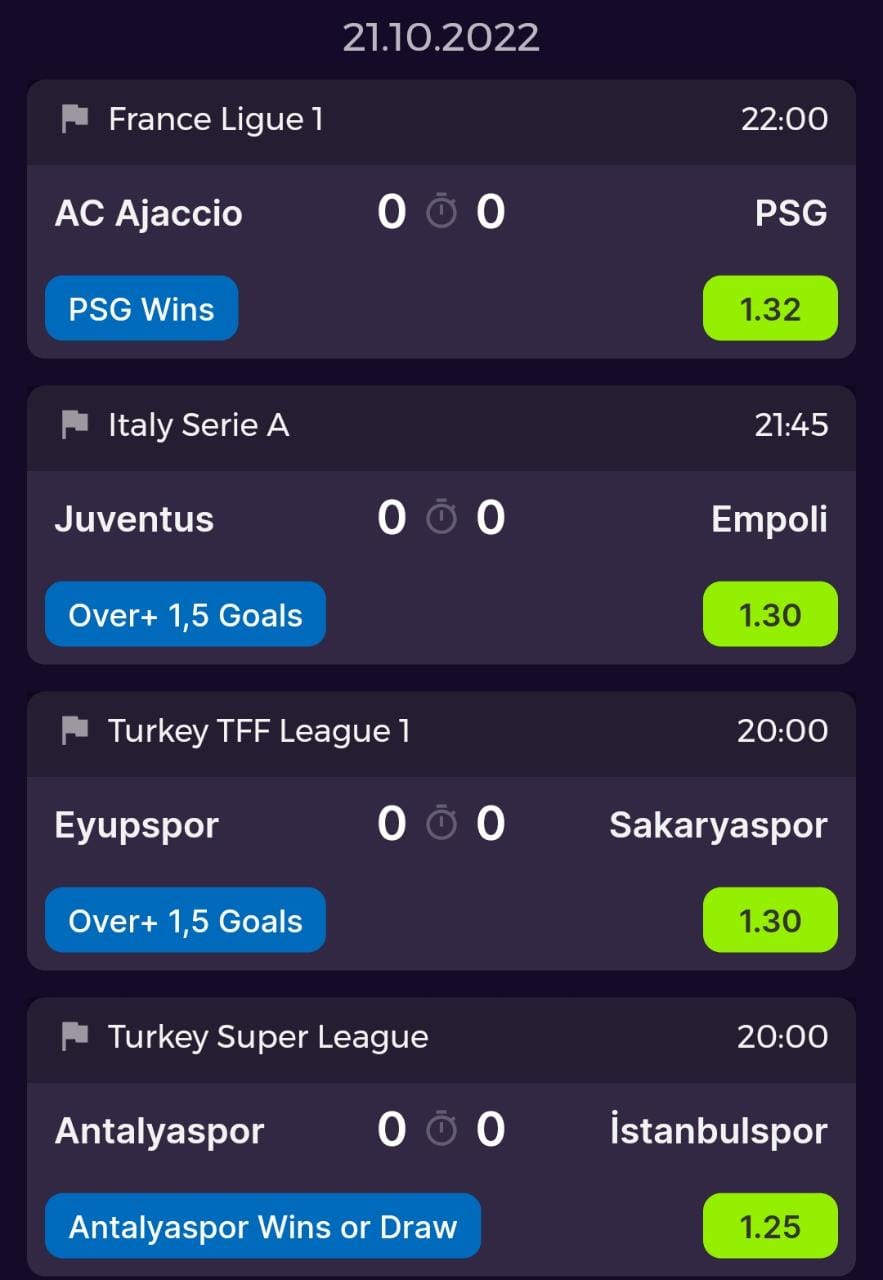 21.10.2022
France Ligue 1 22:00
AC Ajaccio 0 0 PSG
PSG Wins 1.32
Italy Serie A 21:45
Juventus 0 0 Empoli
Over+ 1,5 Goals 1.30
Turkey TFF League 1 20:00
Eyupspor 0 0 Sakaryaspor
Over+ 1,5 Goals 1.30
Turkey Super League 20:00
Antalyaspor 0 0 İstanbulspor
Antalyaspor Wins or Draw 1.25